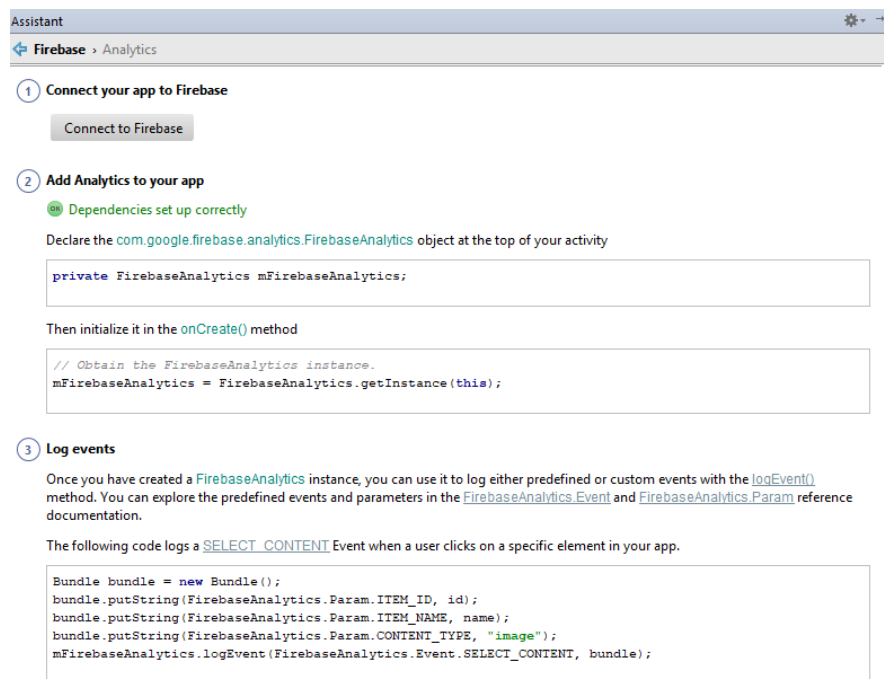 Assistant
Firebase › Analytics
1 Connect your app to Firebase
Connect to Firebase
2 Add Analytics to your app
OK Dependencies set up correctly
Declare the com.google.firebase.analytics.FirebaseAnalytics object at the top of your activity
private FirebaseAnalytics mFirebaseAnalytics;
Then initialize it in the onCreate() method
// Obtain the FirebaseAnalytics instance.
mFirebaseAnalytics = FirebaseAnalytics.getInstance(this);
3 Log events
Once you have created a FirebaseAnalytics instance, you can use it to log either predefined or custom events with the logEvent()
method. You can explore the predefined events and parameters in the FirebaseAnalytics.Event and FirebaseAnalytics.Param reference
documentation.
The following code logs a SELECT_CONTENT Event when a user clicks on a specific element in your app.
Bundle bundle = new Bundle();
bundle.putString(FirebaseAnalytics.Param.ITEM_ID, id);
bundle.putString(FirebaseAnalytics.Param.ITEM_NAME, name);
bundle.putString(FirebaseAnalytics.Param.CONTENT_TYPE, "image");
mFirebaseAnalytics.logEvent(FirebaseAnalytics.Event.SELECT_CONTENT, bundle);